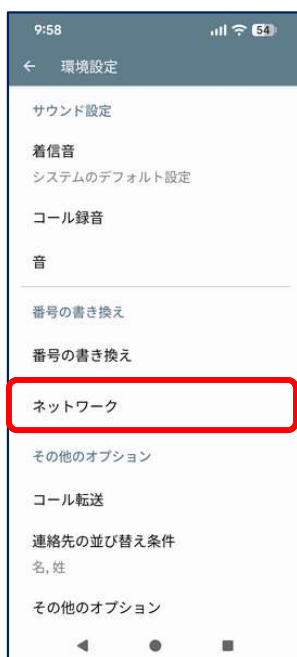 9:58 54
← 環境設定
サウンド設定
着信音
システムのデフォルト設定
コール録音
音
番号の書き換え
番号の書き換え
ネットワーク
その他のオプション
コール転送
連絡先の並び替え条件
名, 姓
その他のオプション